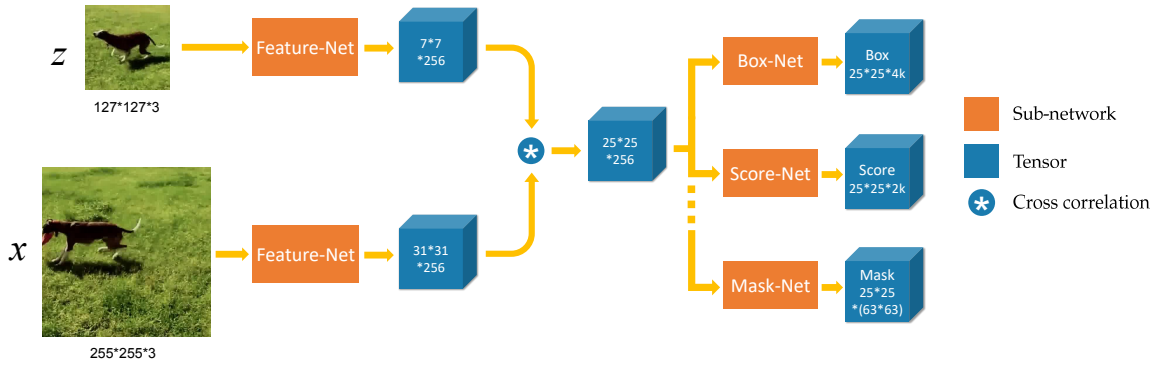 z
127*127*3
Feature-Net
7*7
*256
x
255*255*3
Feature-Net
31*31
*256
*
25*25
*256
Box-Net
Box
25*25*4k
Score-Net
Score
25*25*2k
Mask-Net
Mask
25*25
*(63*63)
Sub-network
Tensor
* Cross correlation